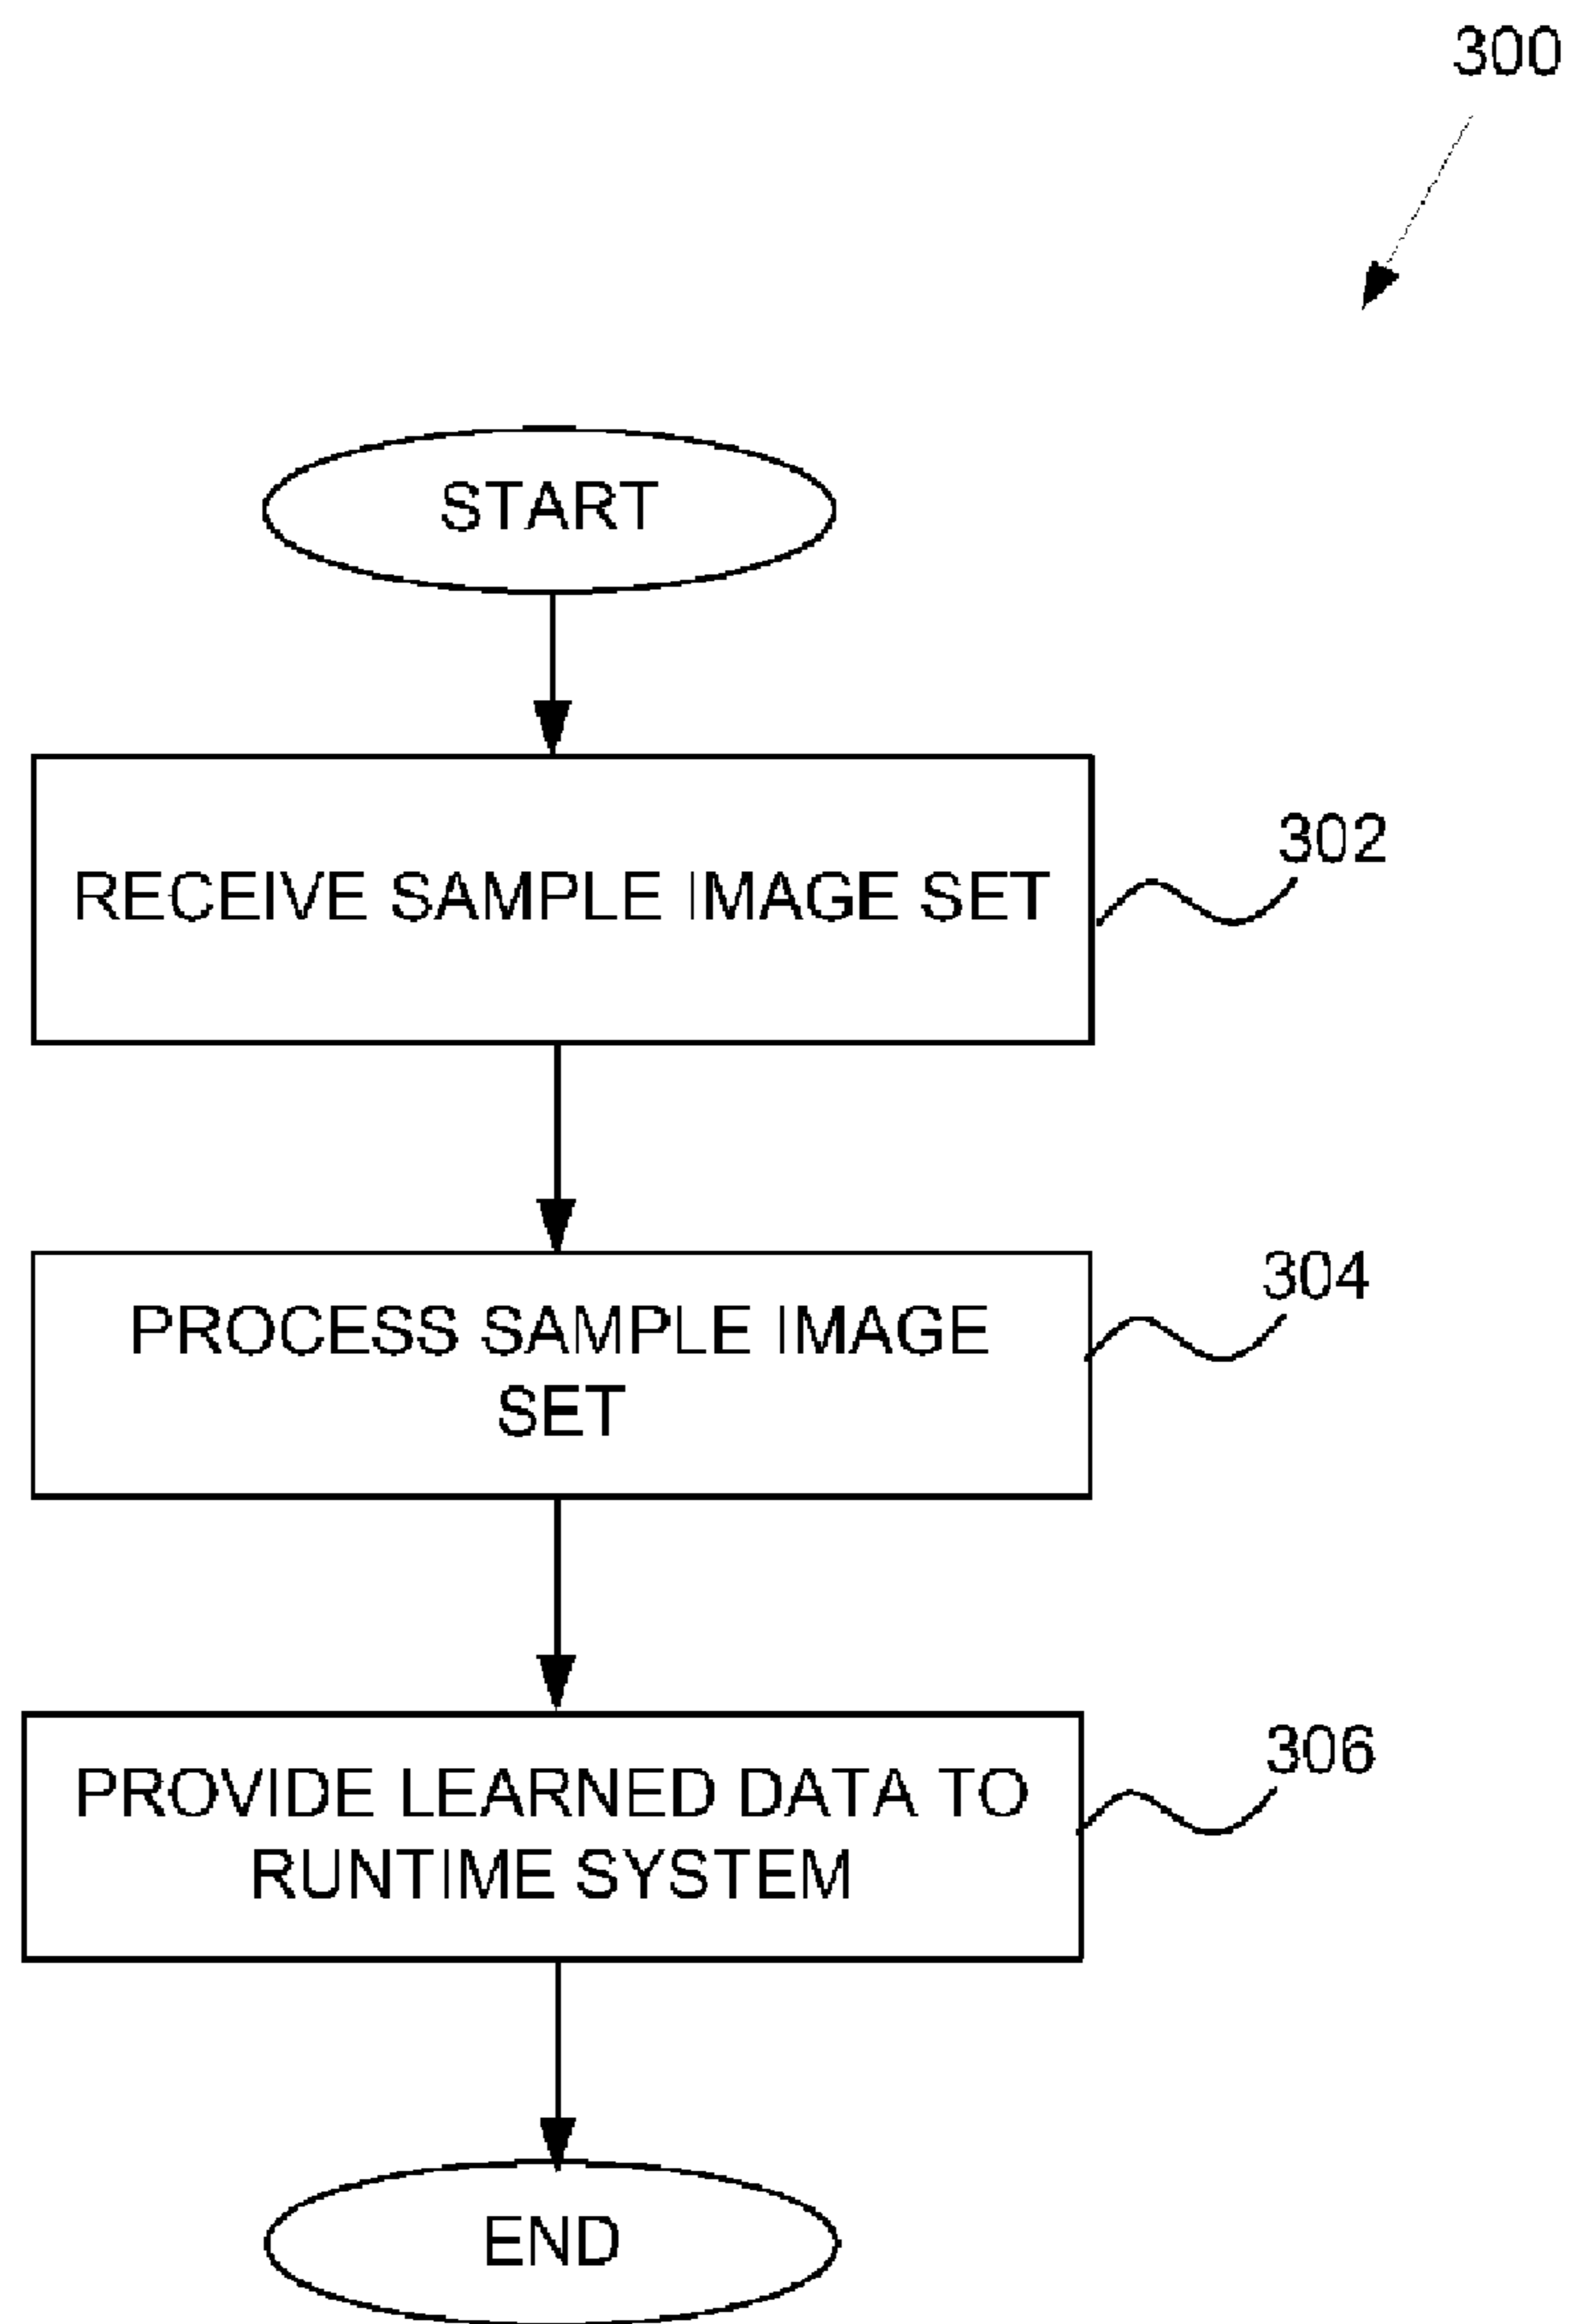 300
START
RECEIVE SAMPLE IMAGE SET
302
PROCESS SAMPLE IMAGE
SET
304
PROVIDE LEARNED DATA TO
RUNTIME SYSTEM
306
END